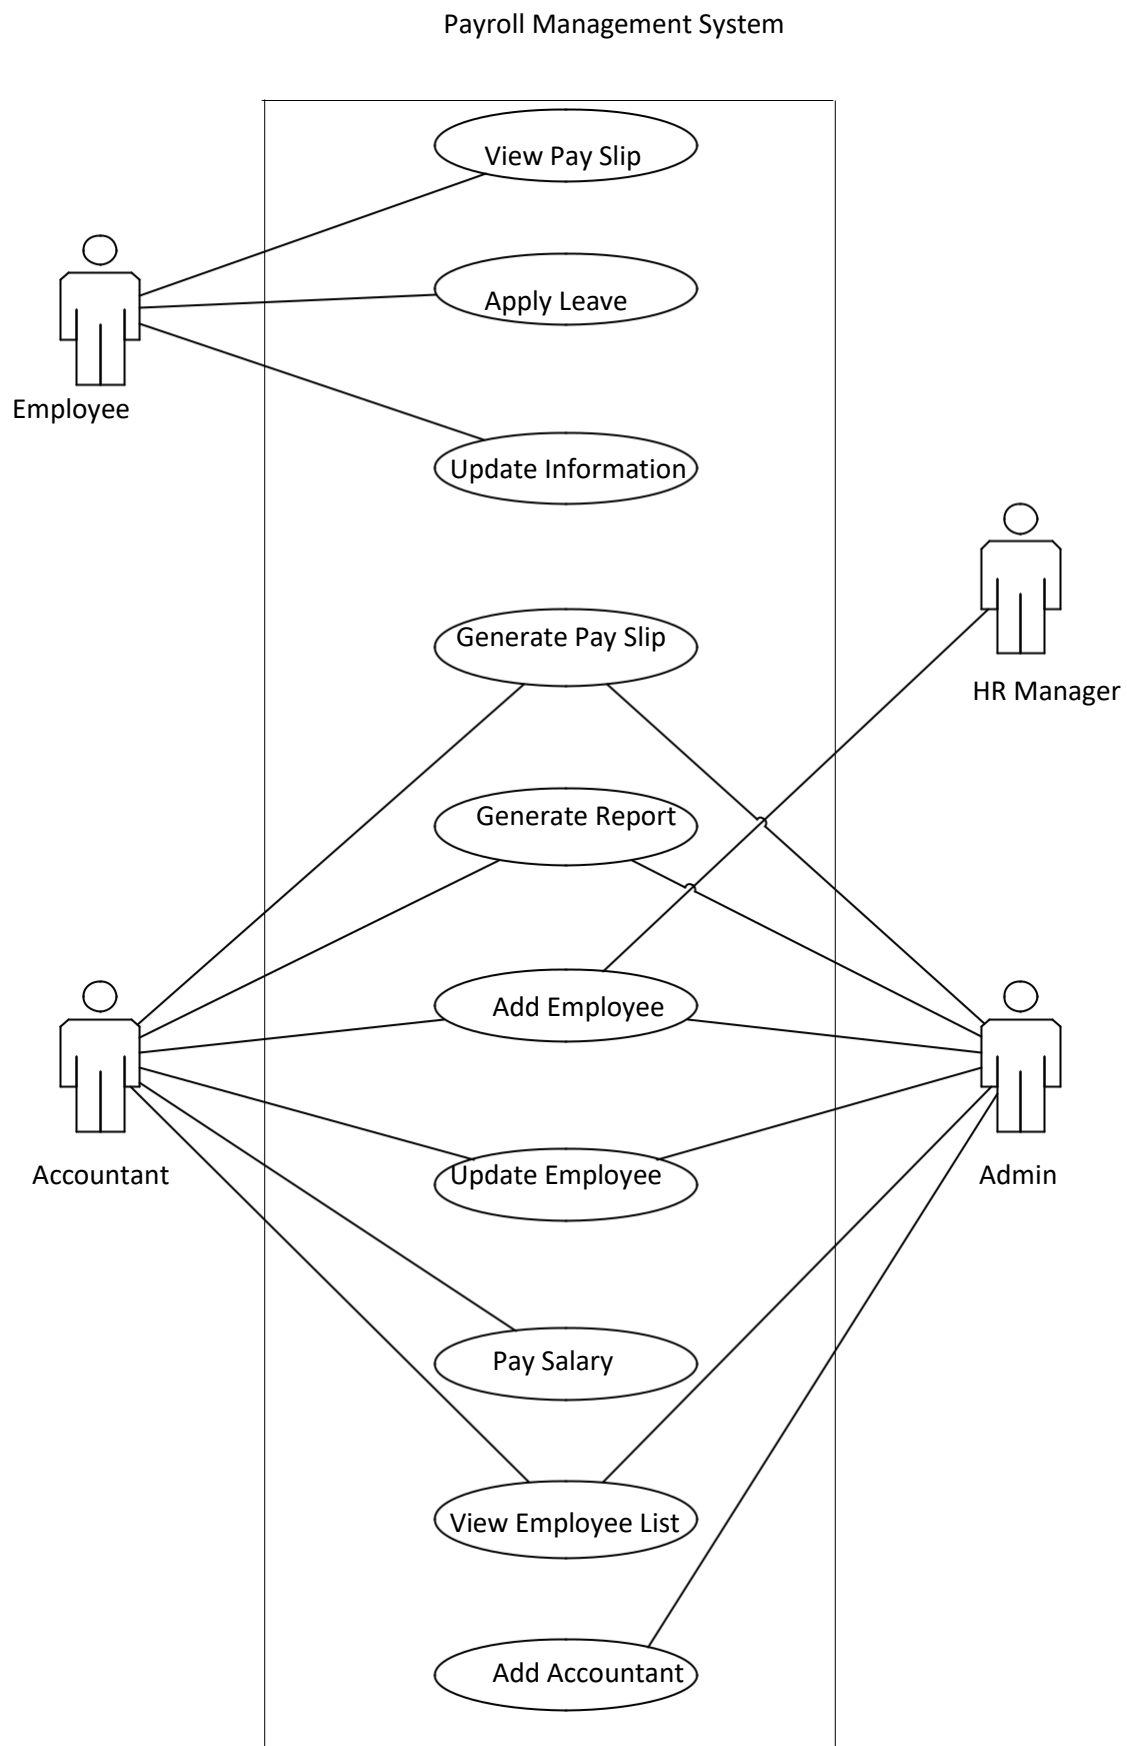 Payroll Management System
View Pay Slip
Apply Leave
Employee
Update Information
Generate Pay Slip
HR Manager
Generate Report
Add Employee
Accountant
Update Employee
Admin
Pay Salary
View Employee List
Add Accountant